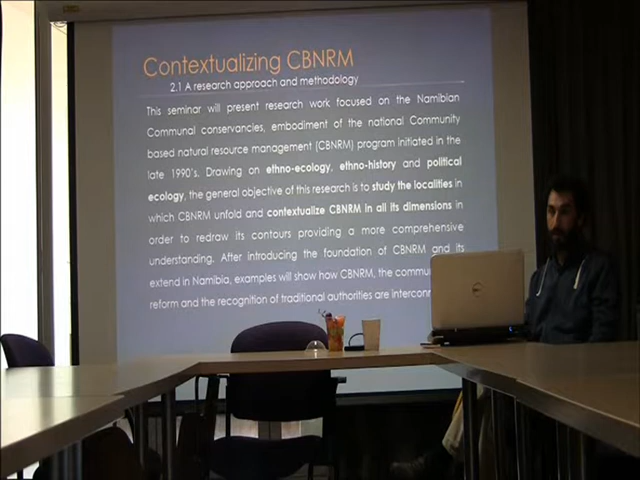 Contextualizing CBNRM
2.1 A research approach and methodology
This seminar will present research work focused on the Namibian
Communal conservancies, embodiment of the national Community
based natural resource management (CBNRM) program initiated in the
late 1990's. Drawing on ethno-ecology, ethno-history and political
ecology, the general objective of this research is to study the localities in
which CBNRM unfold and contextualize CBNRM in all its dimensions in
order to redraw its contours providing a more comprehensive
understanding. After introducing the foundation of CBNRM and its
extend in Namibia, examples will show how CBNRM, the commu
reform and the recognition of traditional authorities are interconn
DELL